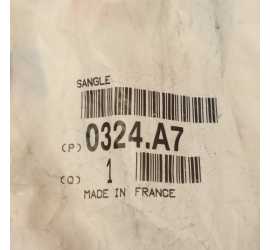 SANGLE
(P) 0324.A7
(Q) 1
MADE IN FRANCE